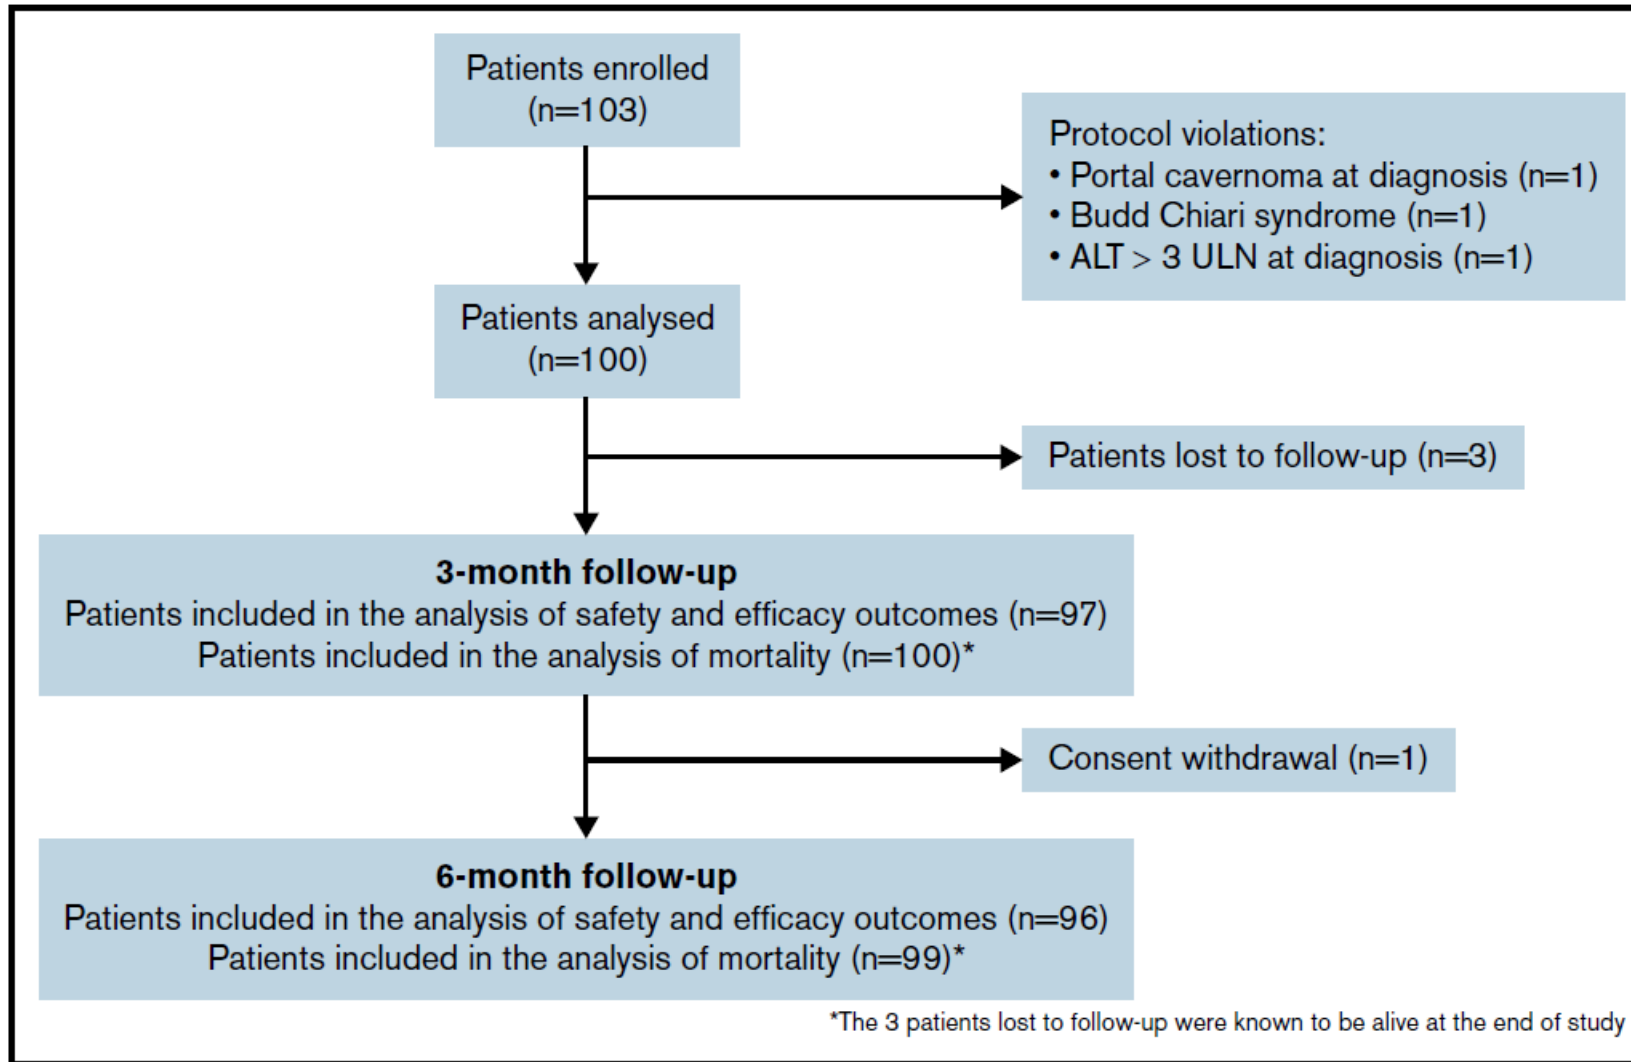 Patients enrolled
(n=103)
Protocol violations:
• Portal cavernoma at diagnosis (n=1)
• Budd Chiari syndrome (n=1)
• ALT > 3 ULN at diagnosis (n=1)
Patients analysed
(n=100)
Patients lost to follow-up (n=3)
3-month follow-up
Patients included in the analysis of safety and efficacy outcomes (n=97)
Patients included in the analysis of mortality (n=100)*
Consent withdrawal (n=1)
6-month follow-up
Patients included in the analysis of safety and efficacy outcomes (n=96)
Patients included in the analysis of mortality (n=99)*
*The 3 patients lost to follow-up were known to be alive at the end of study